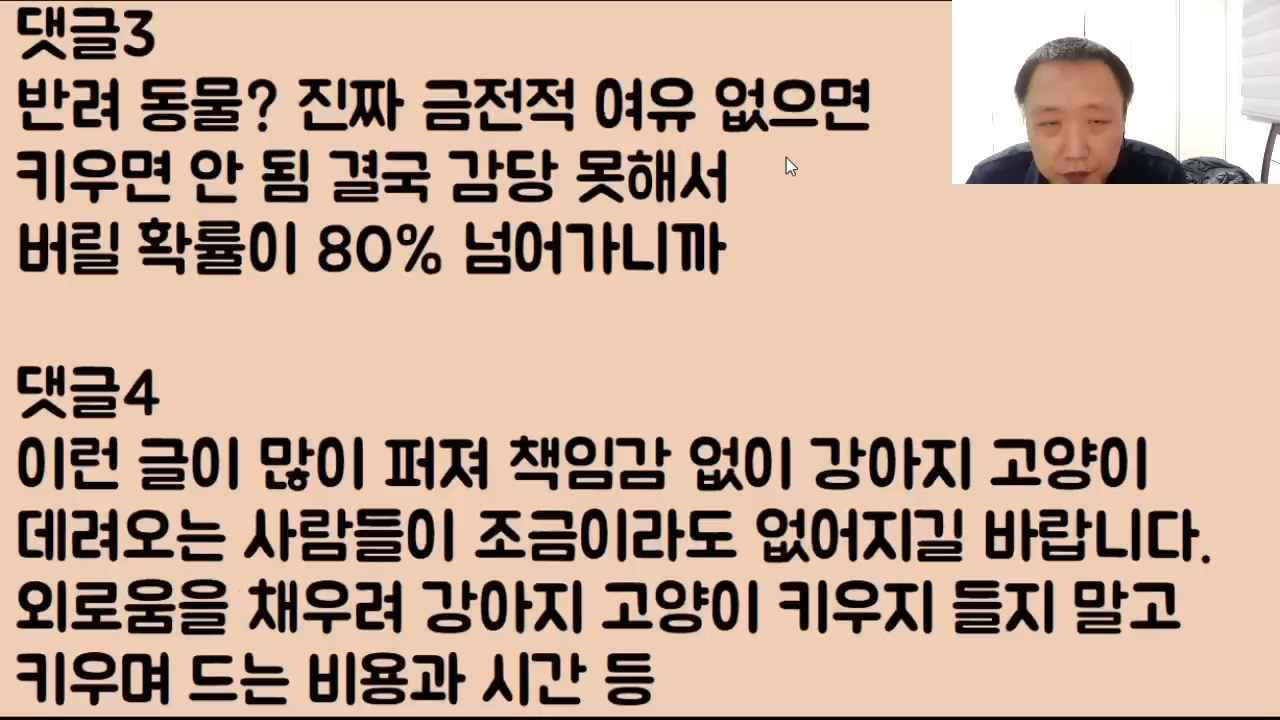 댓글3
반려 동물? 진짜 금전적 여유 없으면
키우면 안 됨 결국 감당 못해서
버릴 확률이 80% 넘어가니까
댓글4
이런 글이 많이 퍼져 책임감 없이 강아지 고양이
데려오는 사람들이 조금이라도 없어지길 바랍니다.
외로움을 채우려 강아지 고양이 키우지 들지 말고
키우며 드는 비용과 시간 등